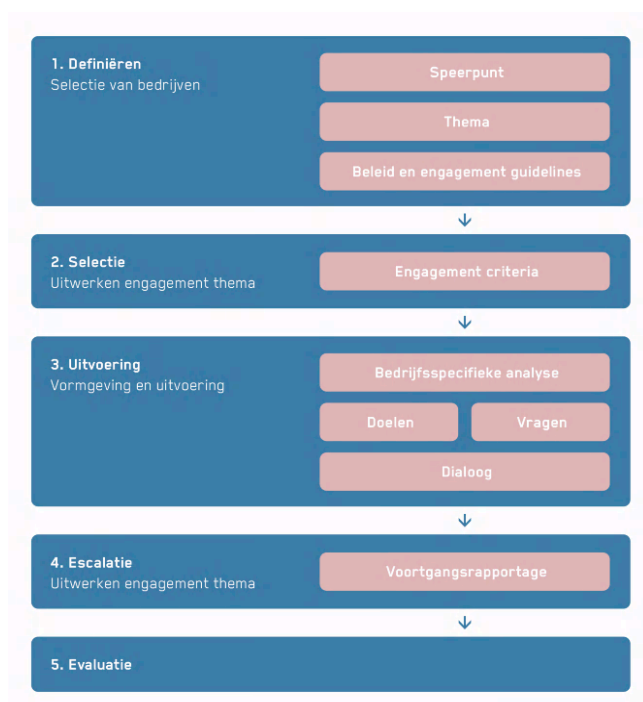 1. Definiëren
Selectie van bedrijven
Speerpunt
Thema
Beleid en engagement guidelines
2. Selectie
Uitwerken engagement thema
Engagement criteria
3. Uitvoering
Vormgeving en uitvoering
Bedrijfsspecifieke analyse
Doelen
Vragen
Dialoog
4. Escalatie
Uitwerken engagement thema
Voortgangsrapportage
5. Evaluatie